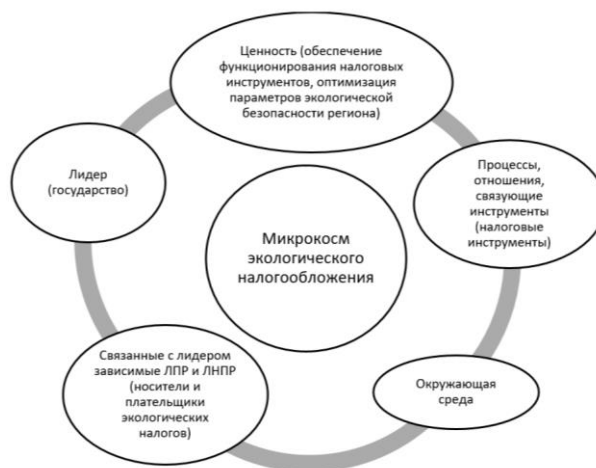 Ценность (обеспечение
функционирования налоговых
инструментов, оптимизация
параметров экологической
безопасности региона)
Лидер
(государство)
Процессы,
отношения,
связующие
инструменты
(налоговые
инструменты)
Микрокосм
экологического
налогообложения
Связанные с лидером
зависимые ЛПР и ЛНПР
(носители и
плательщики
экологических
налогов)
Окружающая
среда